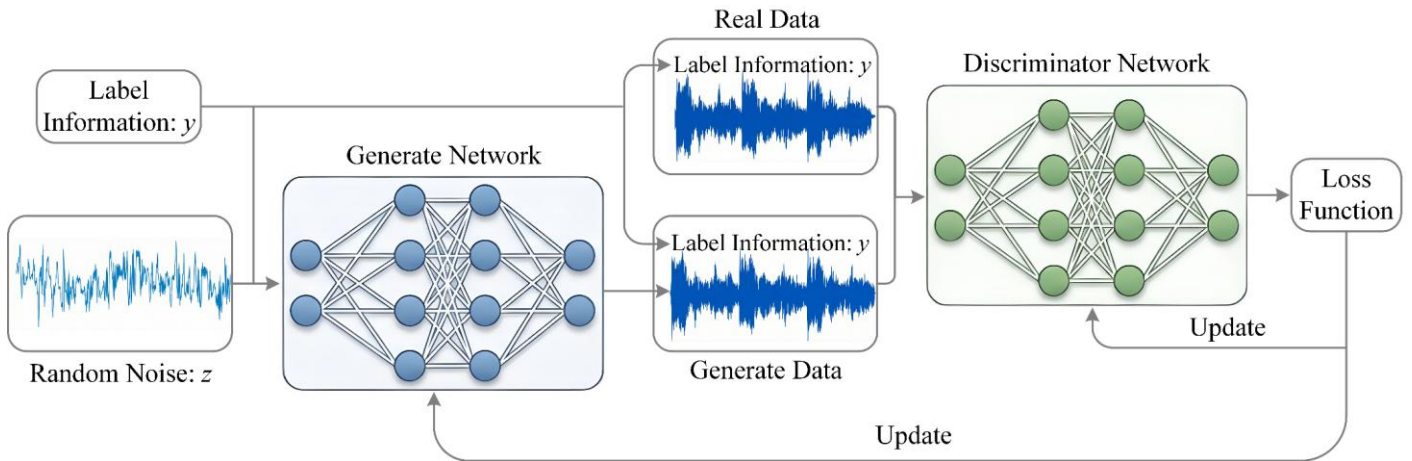 Real Data
Label Information: y
Discriminator Network
Label
Information: y
Generate Network
Loss
Function
Label Information: y
Random Noise: z
Generate Data
Update
Update